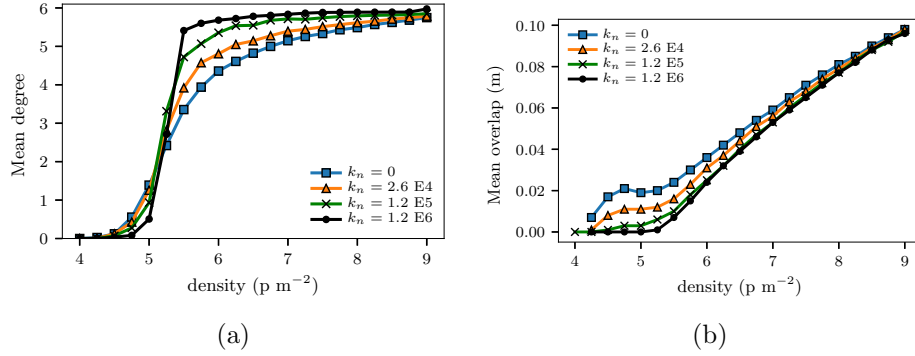 Mean degree
6
5
4
3
2
1
0
k_n = 0
k_n = 2.6 E4
k_n = 1.2 E5
k_n = 1.2 E6
4 5 6 7 8 9
density (p m⁻²)
(a)
Mean overlap (m)
0.10
0.08
0.06
0.04
0.02
0.00
k_n = 0
k_n = 2.6 E4
k_n = 1.2 E5
k_n = 1.2 E6
4 5 6 7 8 9
density (p m⁻²)
(b)